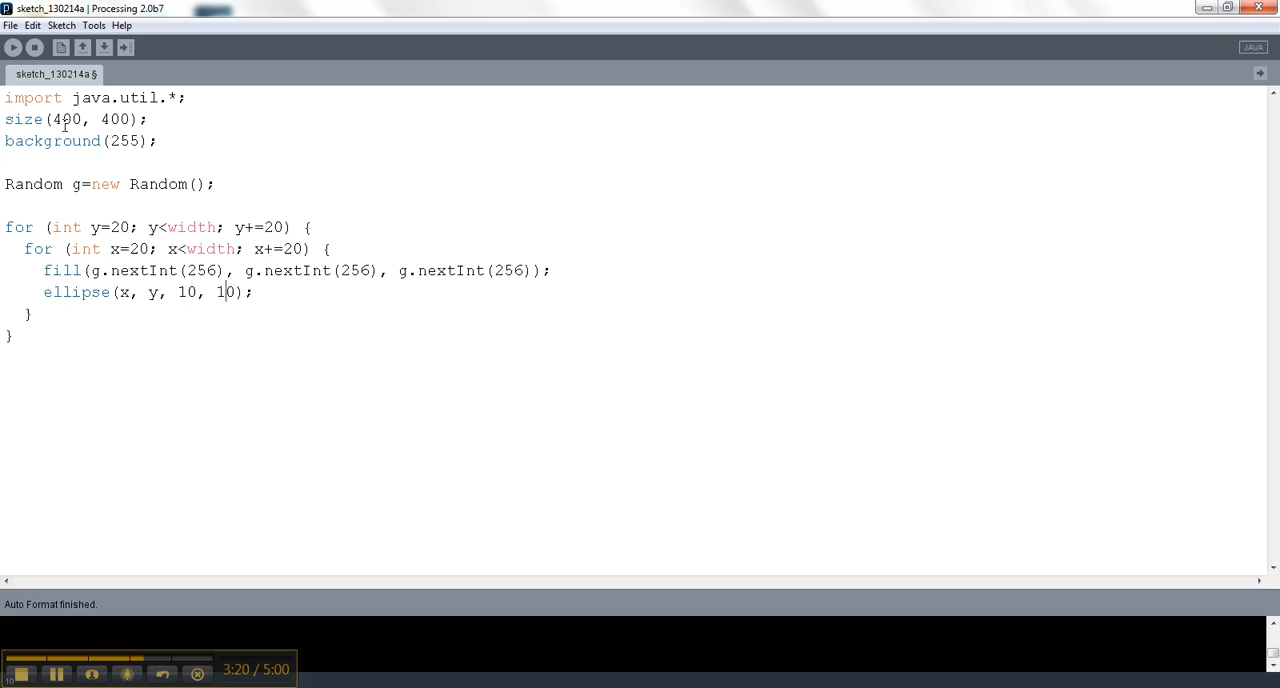 sketch_130214a | Processing 2.0b7
File Edit Sketch Tools Help
JAVA
sketch_130214a §
import java.util.*;
size(400, 400);
background(255);
Random g=new Random();
for (int y=20; y<width; y+=20) {
for (int x=20; x<width; x+=20) {
fill(g.nextInt(256), g.nextInt(256), g.nextInt(256));
ellipse(x, y, 10, 10);
}
}
Auto Format finished.
3:20 / 5:00
10